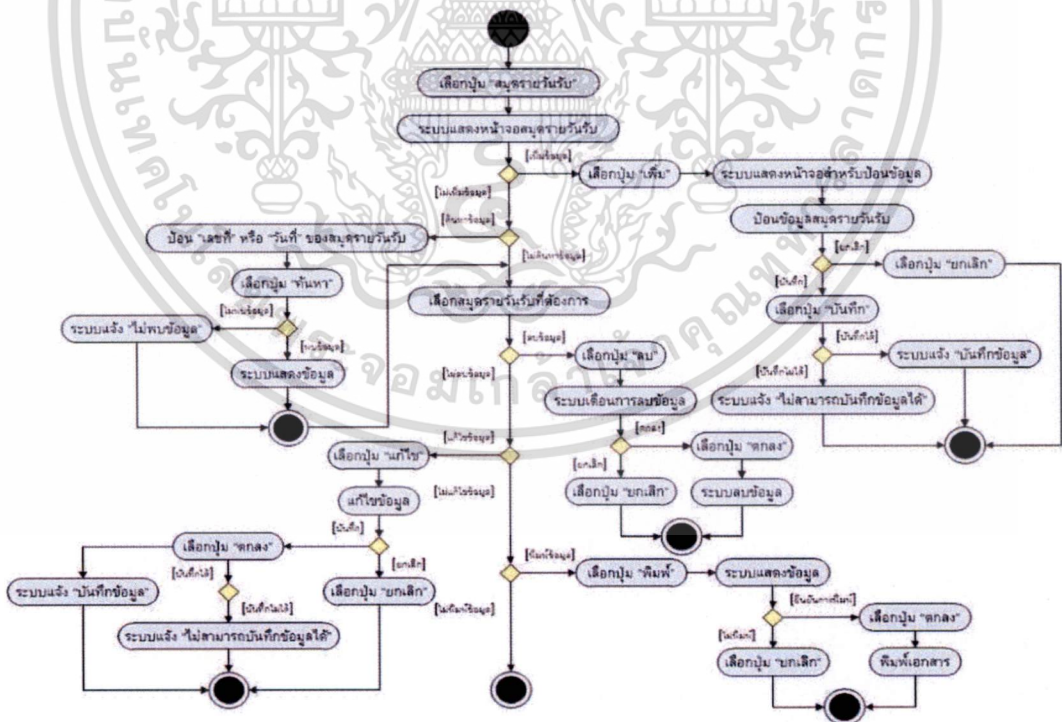 เลือกปุ่ม "สมุดรายวันรับ"
ระบบแสดงหน้าจอสมุดรายวันรับ
[เพิ่มข้อมูล]
เลือกปุ่ม "เพิ่ม"
ระบบแสดงหน้าจอสำหรับป้อนข้อมูล
[ไม่เพิ่มข้อมูล]
ป้อนข้อมูลสมุดรายวันรับ
[ค้นหาข้อมูล]
ป้อน "เลขที่" หรือ "วันที่" ของสมุดรายวันรับ
[ไม่ค้นหาข้อมูล]
[ยกเลิก]
เลือกปุ่ม "ยกเลิก"
เลือกปุ่ม "ค้นหา"
[บันทึก]
เลือกสมุดรายวันรับที่ต้องการ
เลือกปุ่ม "บันทึก"
[ไม่พบข้อมูล]
ระบบแจ้ง "ไม่พบข้อมูล"
[พบข้อมูล]
ระบบแสดงข้อมูล
[ลบข้อมูล]
เลือกปุ่ม "ลบ"
[ไม่ลบข้อมูล]
[บันทึกได้]
ระบบแจ้ง "บันทึกข้อมูล"
[บันทึกไม่ได้]
ระบบแจ้ง "ไม่สามารถบันทึกข้อมูลได้"
ระบบเตือนการลบข้อมูล
[ตกลง]
เลือกปุ่ม "ตกลง"
[ยกเลิก]
เลือกปุ่ม "ยกเลิก"
ระบบลบข้อมูล
[แก้ไขข้อมูล]
เลือกปุ่ม "แก้ไข"
[ไม่แก้ไขข้อมูล]
แก้ไขข้อมูล
[บันทึก]
เลือกปุ่ม "ตกลง"
[ยกเลิก]
เลือกปุ่ม "ยกเลิก"
[บันทึกได้]
ระบบแจ้ง "บันทึกข้อมูล"
[บันทึกไม่ได้]
ระบบแจ้ง "ไม่สามารถบันทึกข้อมูลได้"
[พิมพ์ข้อมูล]
เลือกปุ่ม "พิมพ์"
ระบบแสดงข้อมูล
[ไม่พิมพ์ข้อมูล]
[ยืนยันการพิมพ์]
เลือกปุ่ม "ตกลง"
[ไม่พิมพ์]
เลือกปุ่ม "ยกเลิก"
พิมพ์เอกสาร